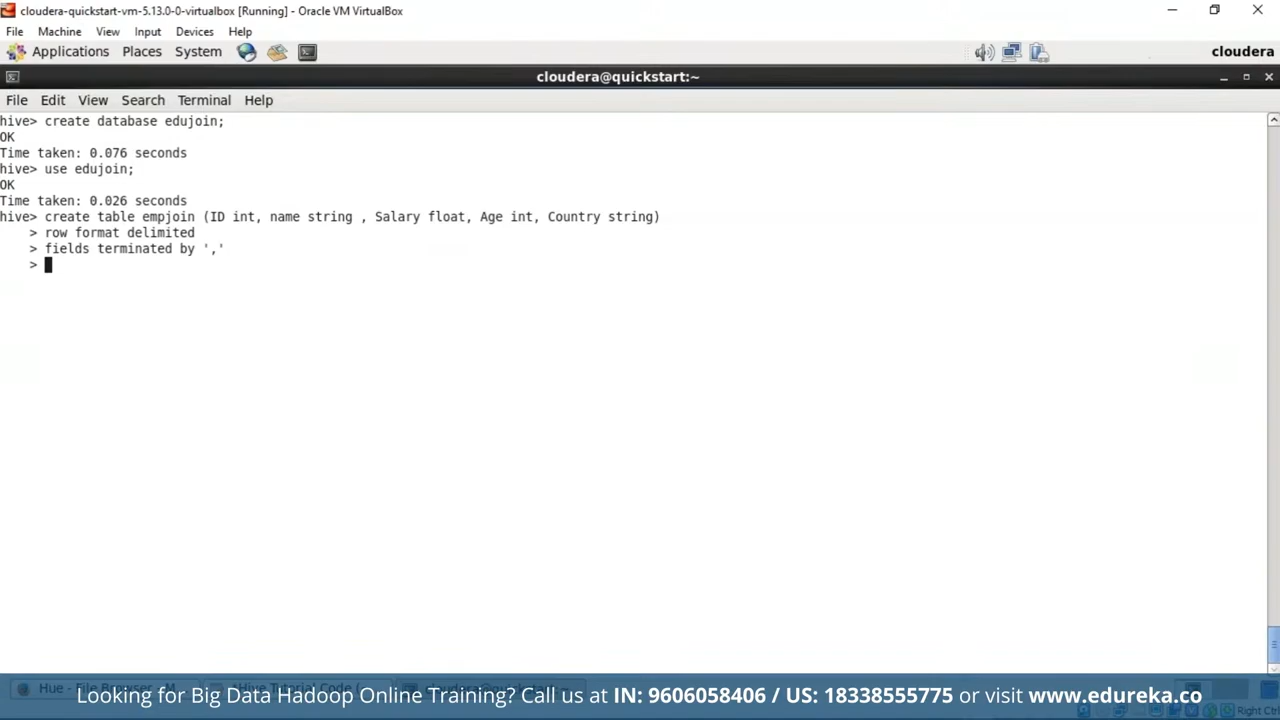 cloudera-quickstart-vm-5.13.0-0-virtualbox [Running] - Oracle VM VirtualBox
File Machine View Input Devices Help
Applications Places System cloudera
cloudera@quickstart:~
File Edit View Search Terminal Help
hive> create database edujoin;
OK
Time taken: 0.076 seconds
hive> use edujoin;
OK
Time taken: 0.026 seconds
hive> create table empjoin (ID int, name string , Salary float, Age int, Country string)
    > row format delimited
    > fields terminated by ','
    >
Looking for Big Data Hadoop Online Training? Call us at IN: 9606058406 / US: 18338555775 or visit www.edureka.co
Right Ctrl